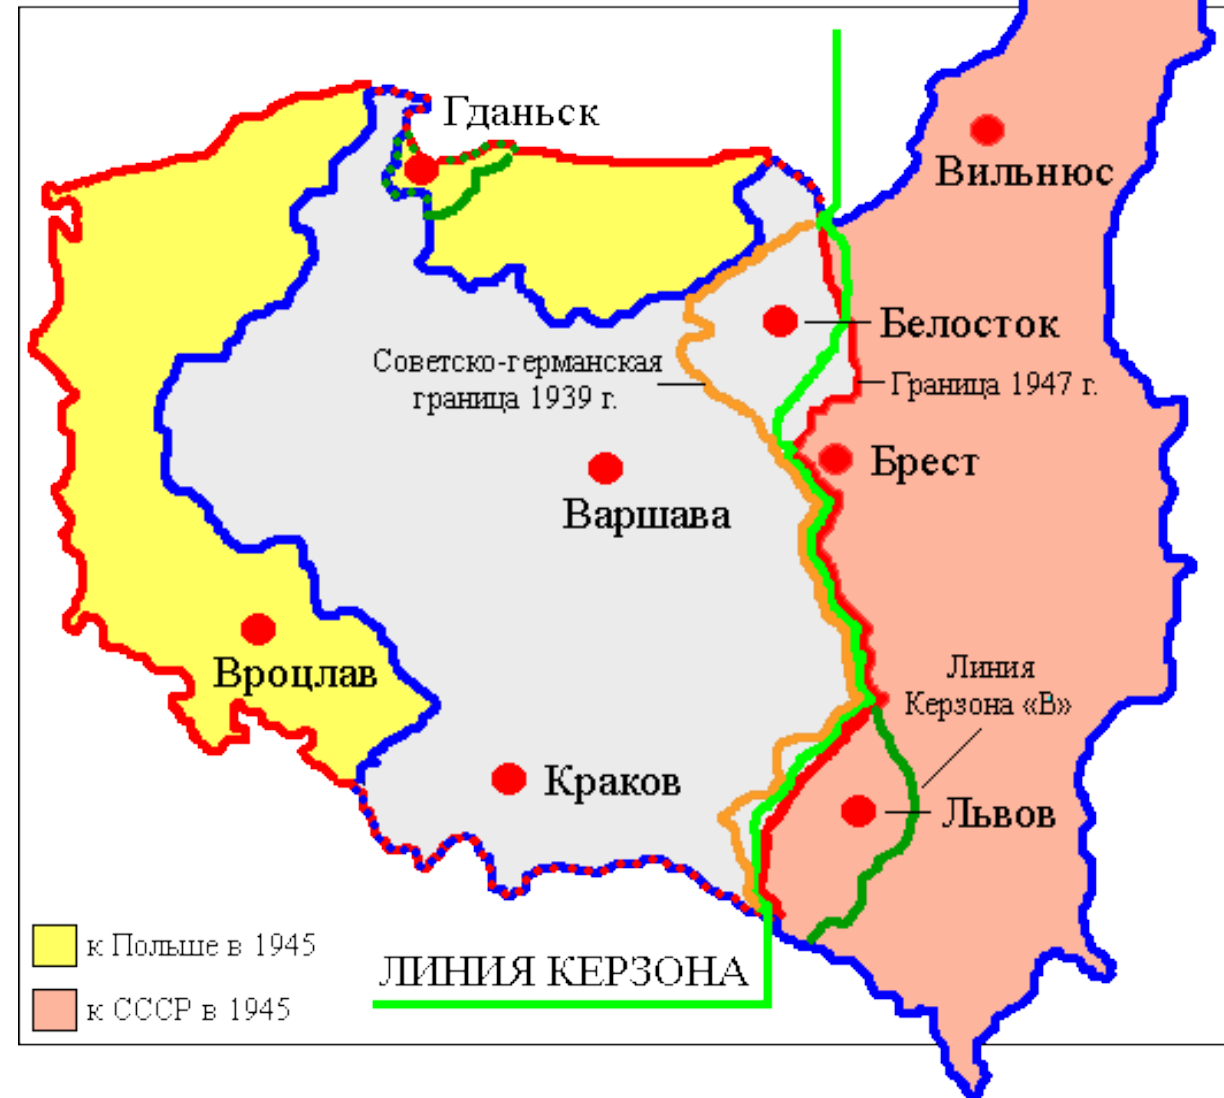 Гданьск
Вильнюс
Белосток
Советско-германская
граница 1939 г.
Граница 1947 г.
Брест
Варшава
Вроцлав
Линия
Керзона «В»
Краков
Львов
к Польше в 1945
ЛИНИЯ КЕРЗОНА
к СССР в 1945